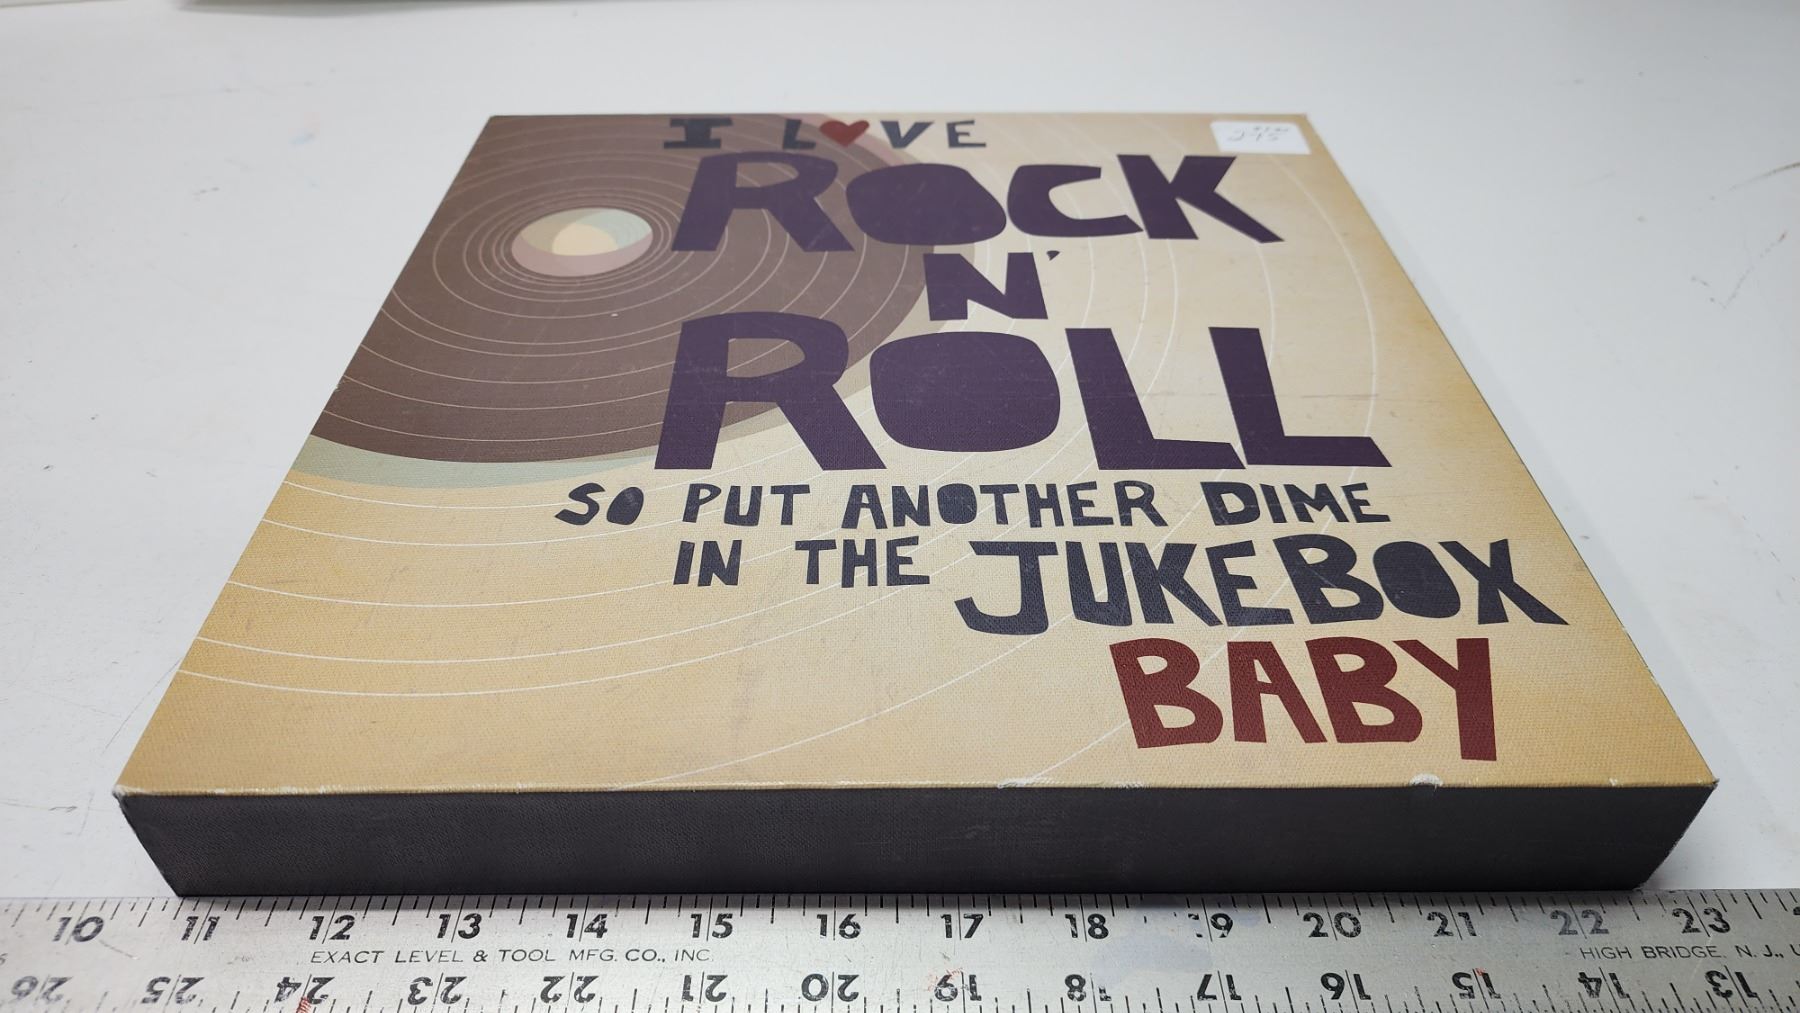 I L♥VE
ROCK
N'
ROLL
SO PUT ANOTHER DIME
IN THE JUKEBOX
BABY
10 11 12 13 14 15 16 17 18 19 20 21 22 23
EXACT LEVEL & TOOL MFG. CO., INC. HIGH BRIDGE, N. J.,
26 25 24 23 22 21 20 19 18 17 16 15 14 13